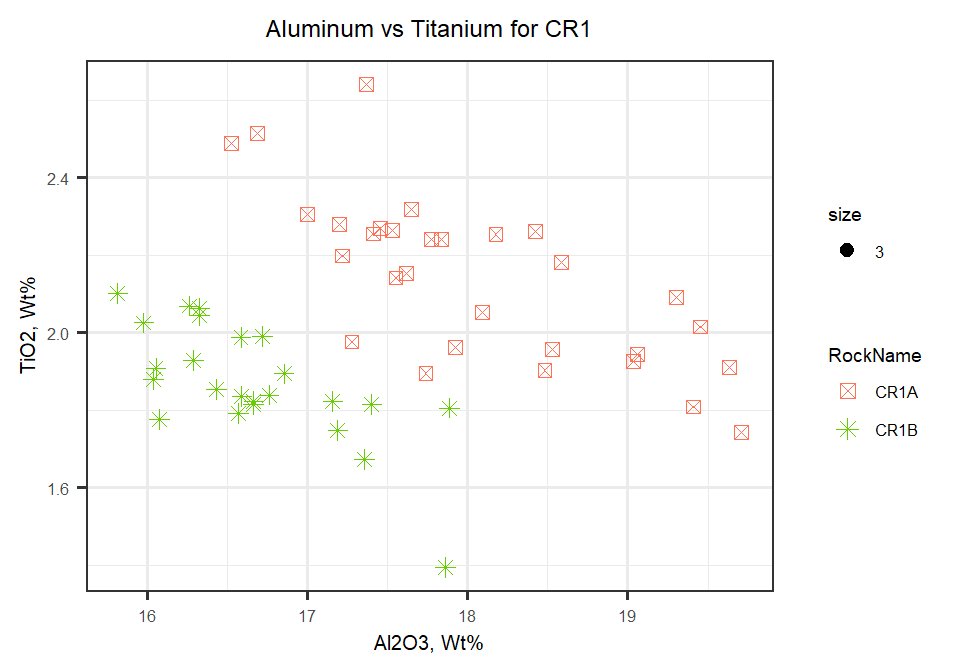 Aluminum vs Titanium for CR1
TiO2, Wt%
2.4
2.0
1.6
16 17 18 19
Al2O3, Wt%
size
3
RockName
CR1A
CR1B